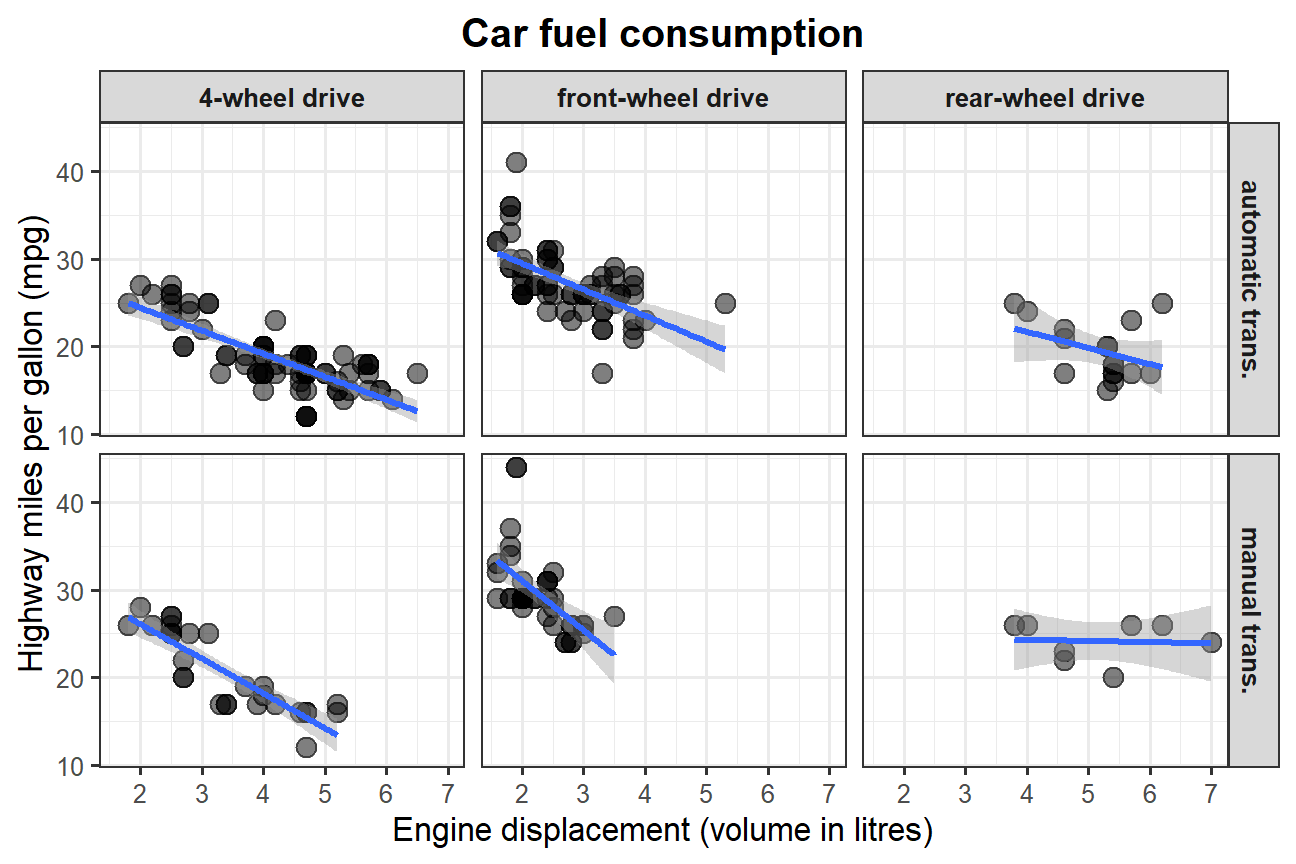 Car fuel consumption
4-wheel drive
front-wheel drive
rear-wheel drive
Highway miles per gallon (mpg)
40
30
20
10
automatic trans.
40
30
20
10
manual trans.
2 3 4 5 6 7
2 3 4 5 6 7
2 3 4 5 6 7
Engine displacement (volume in litres)